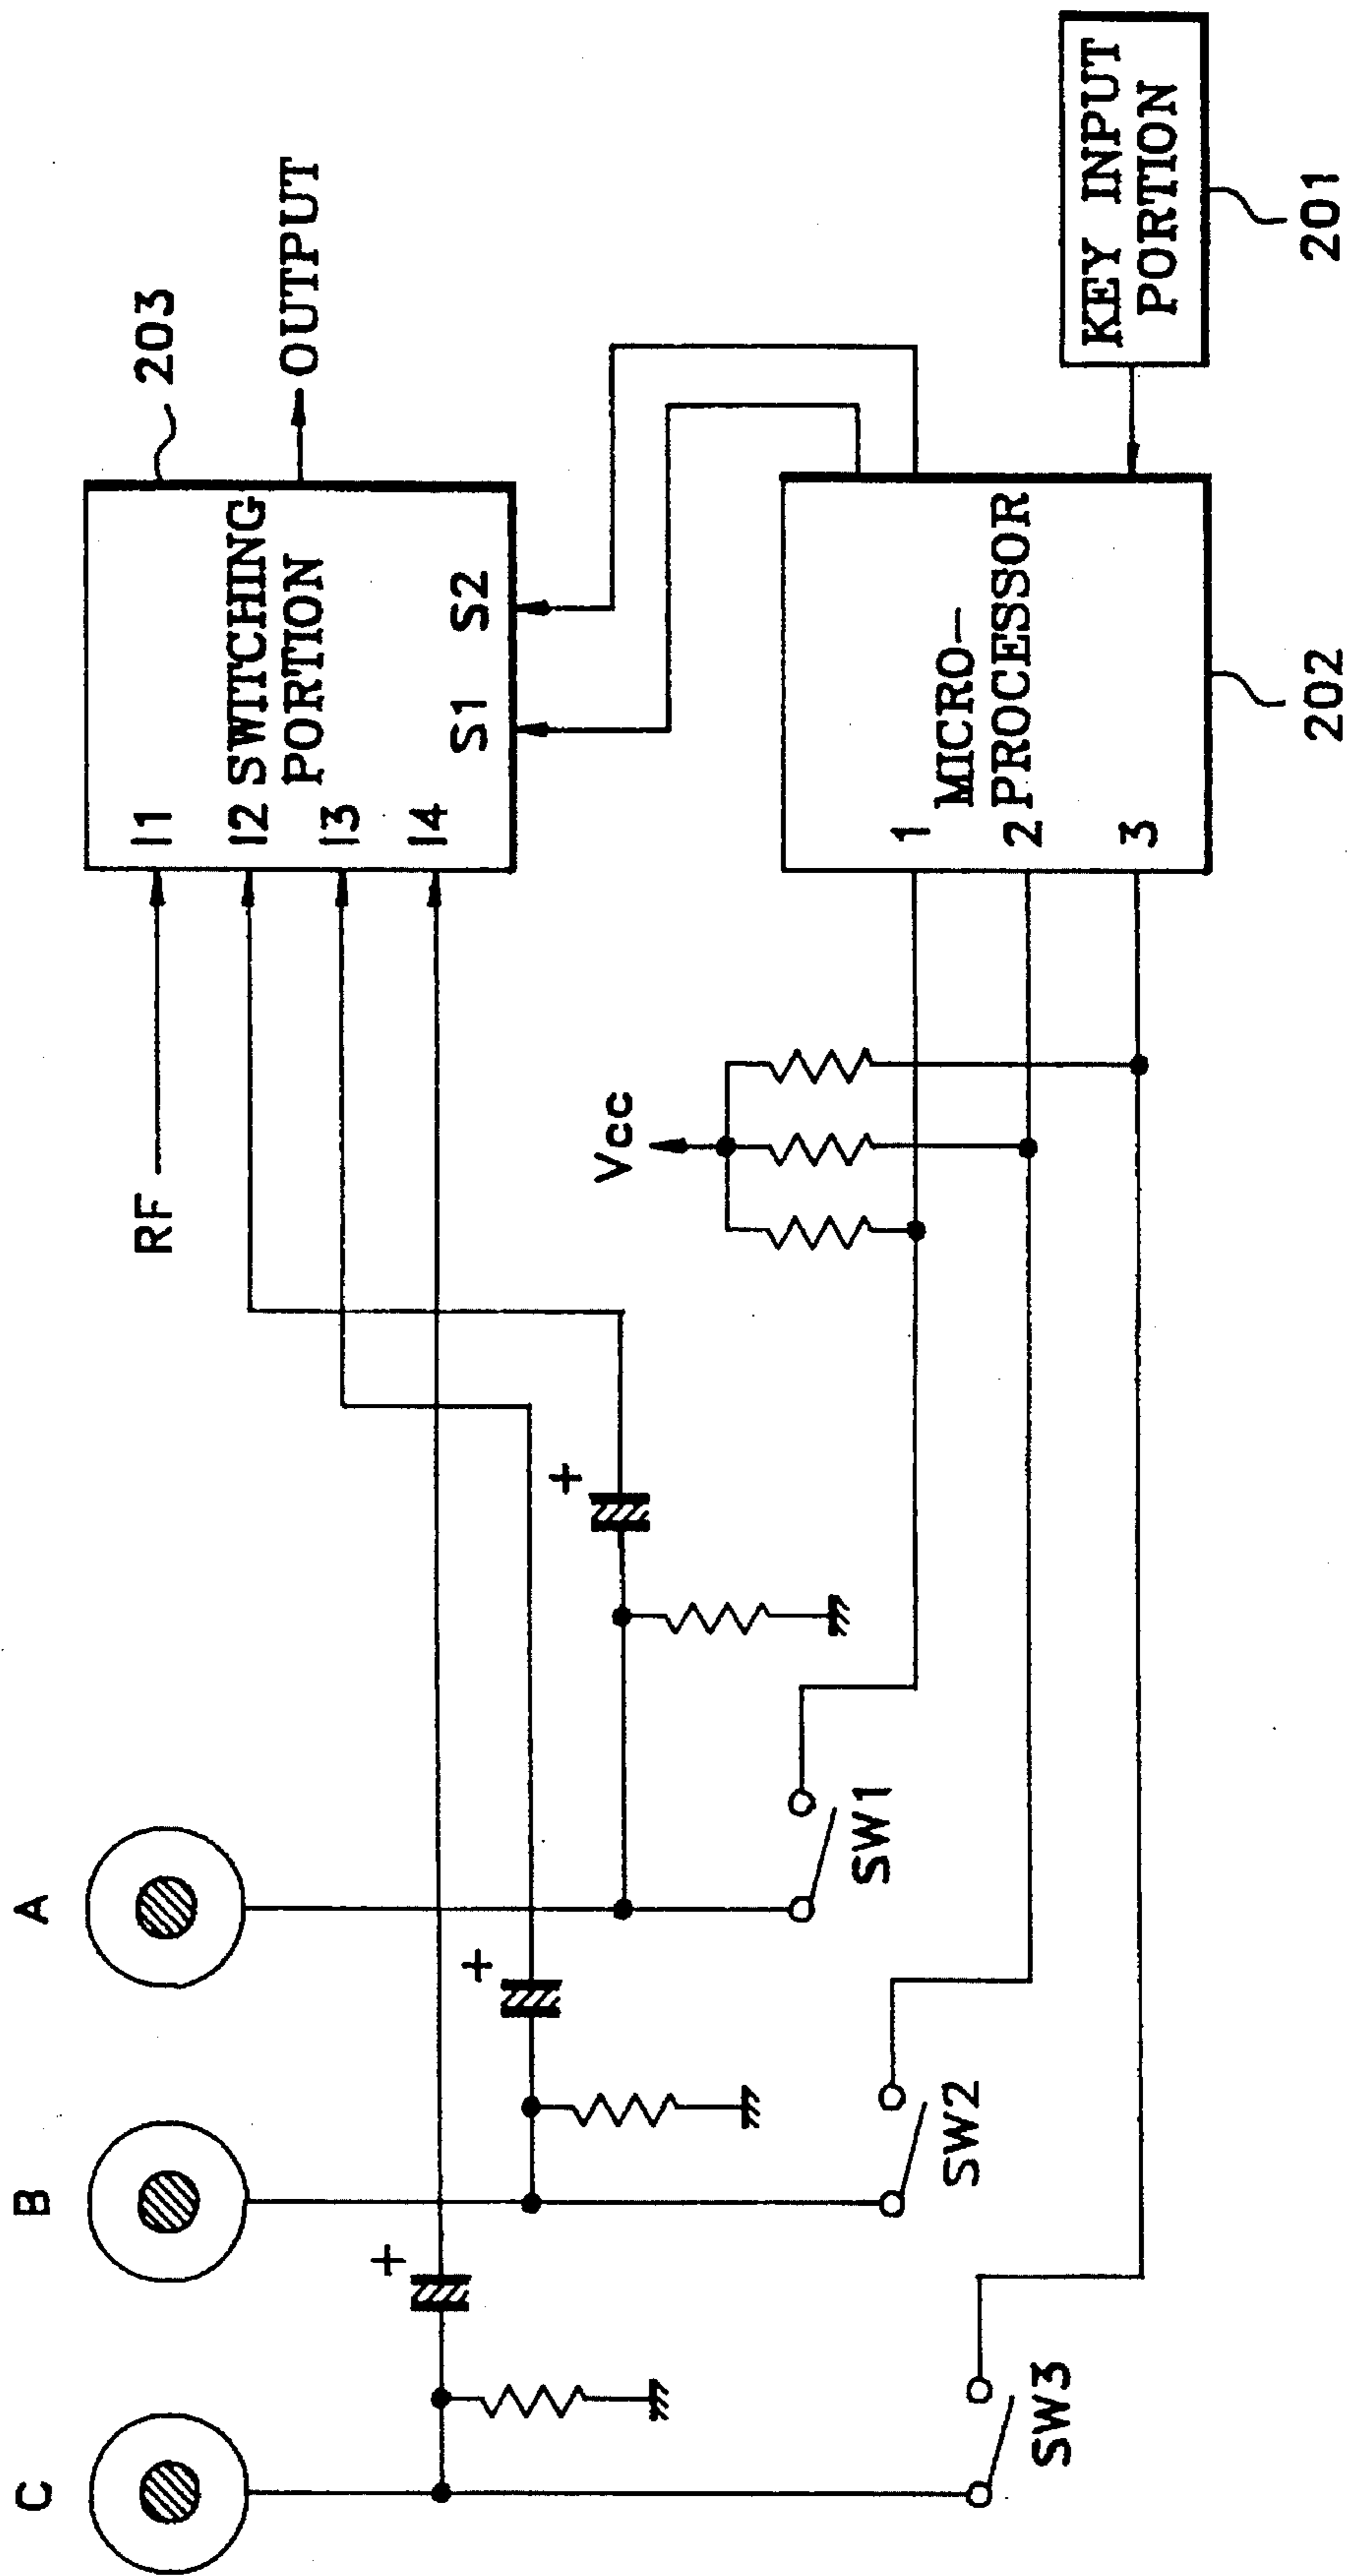 A
B
C
RF
I1
I2 SWITCHING
PORTION
I3
I4
S1
S2
203
OUTPUT
Vcc
+
+
+
SW1
SW2
SW3
1
MICRO-
2 PROCESSOR
3
202
KEY INPUT
PORTION
201